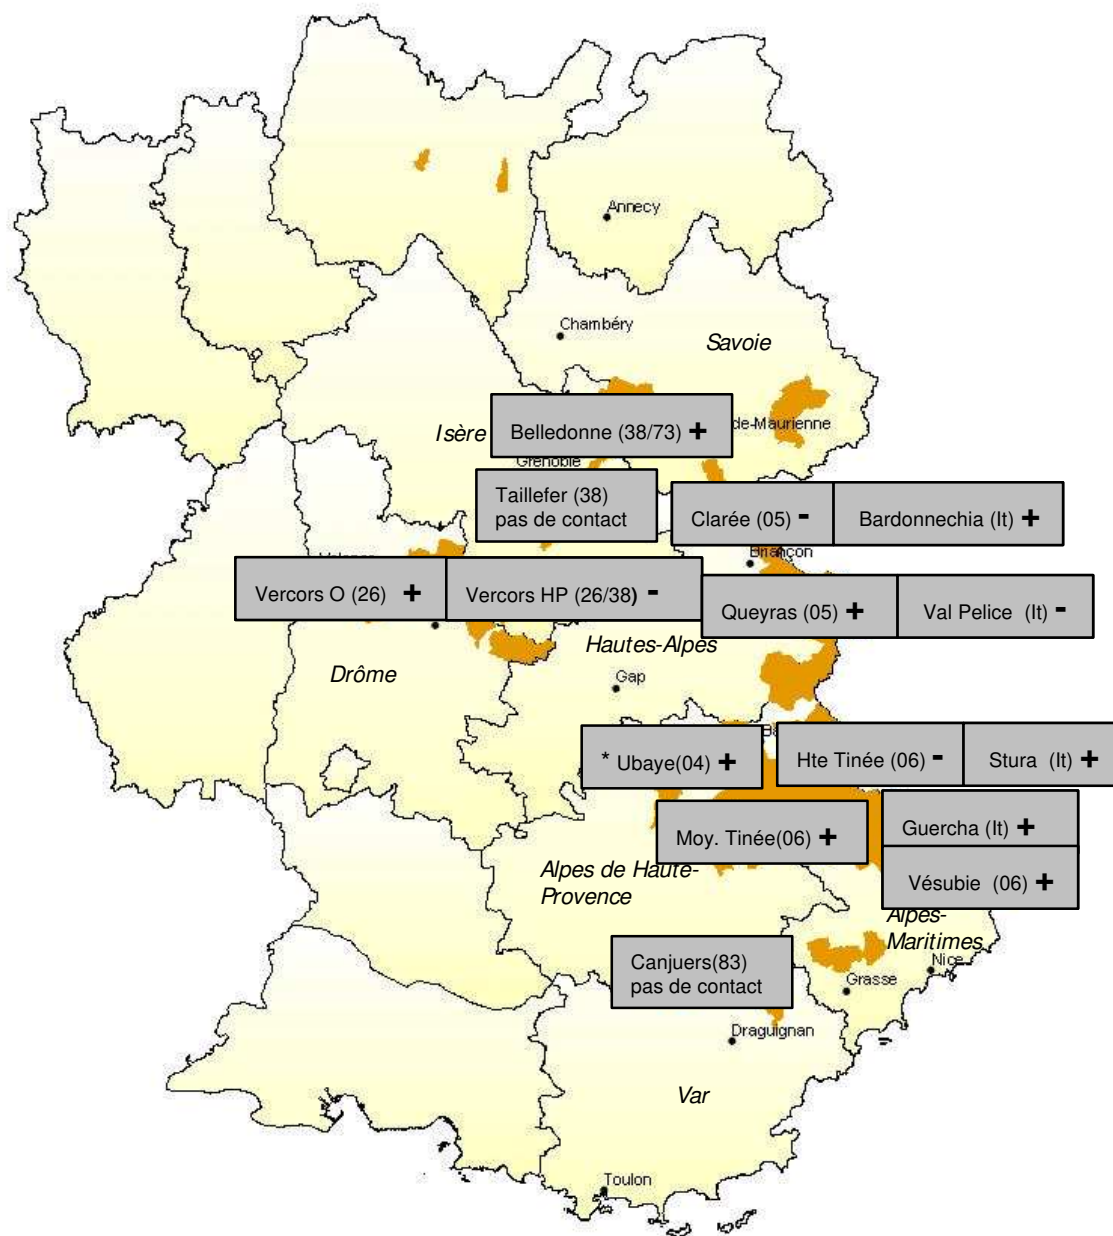 Annecy
Chambéry
Savoie
Isère
Belledonne (38/73) +
de-Maurienne
Grenoble
Taillefer (38)
pas de contact
Clarée (05) -
Bardonnechia (It) +
Briançon
Vercors O (26) +
Vercors HP (26/38) -
Queyras (05) +
Val Pelice (It) -
Hautes-Alpes
Drôme
Gap
* Ubaye(04) +
Hte Tinée (06) -
Stura (It) +
Moy. Tinée(06) +
Guercha (It) +
Alpes de Haute-
Provence
Vésubie (06) +
Alpes-
Maritimes
Canjuers(83)
pas de contact
Nice
Grasse
Draguignan
Var
Toulon